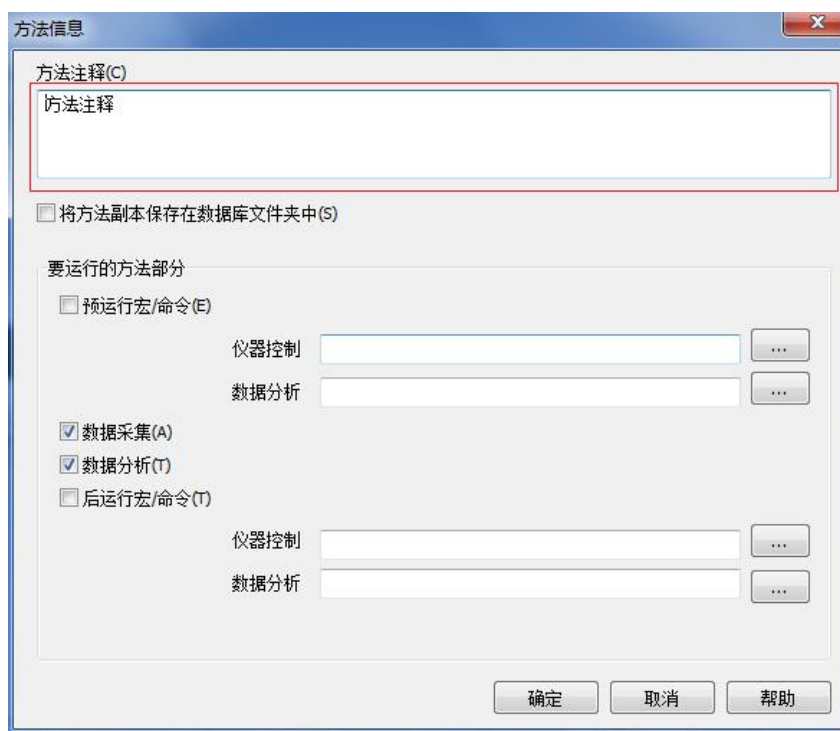 方法信息
方法注释(C)
方法注释
将方法副本保存在数据库文件夹中(S)
要运行的方法部分
预运行宏/命令(E)
仪器控制
...
数据分析
...
数据采集(A)
数据分析(T)
后运行宏/命令(T)
仪器控制
...
数据分析
...
确定 取消 帮助